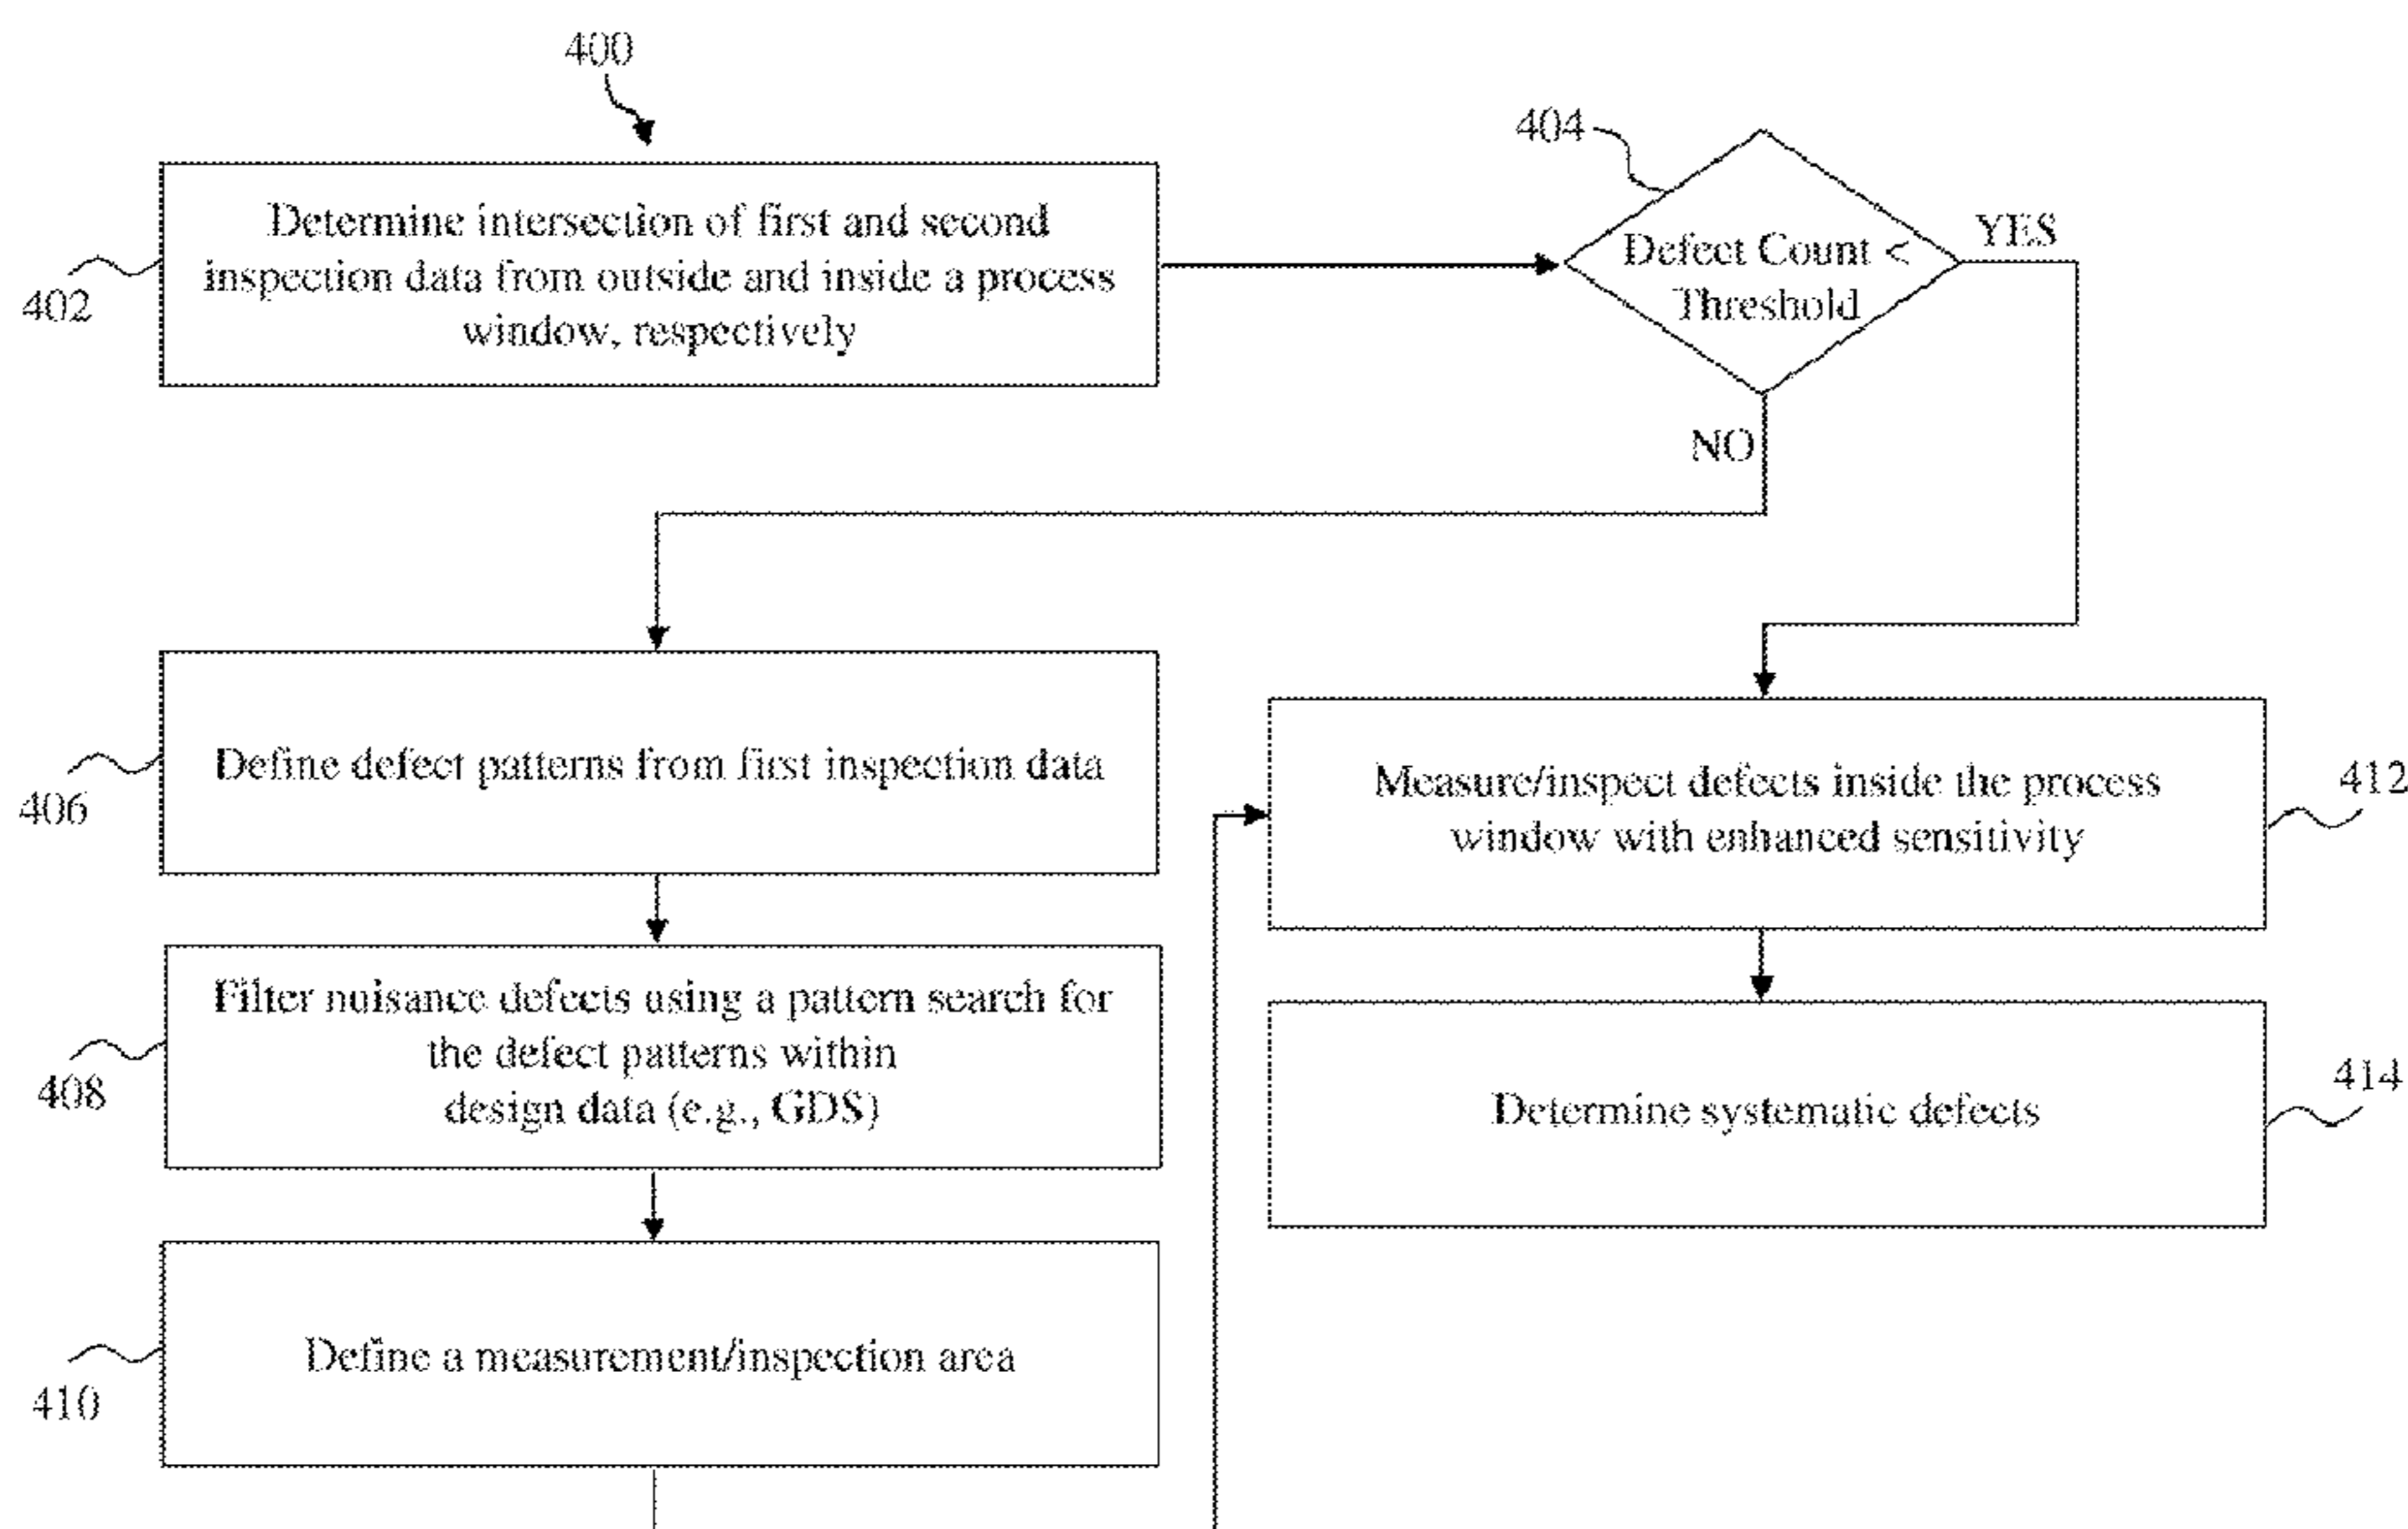 400
404
Determine intersection of first and second
inspection data from outside and inside a process
window, respectively
402
Defect Count <
Threshold
YES
NO
Define defect patterns from first inspection data
406
Measure/inspect defects inside the process
window with enhanced sensitivity
412
Filter nuisance defects using a pattern search for
the defect patterns within
design data (e.g., GDS)
408
Determine systematic defects
414
Define a measurement/inspection area
410